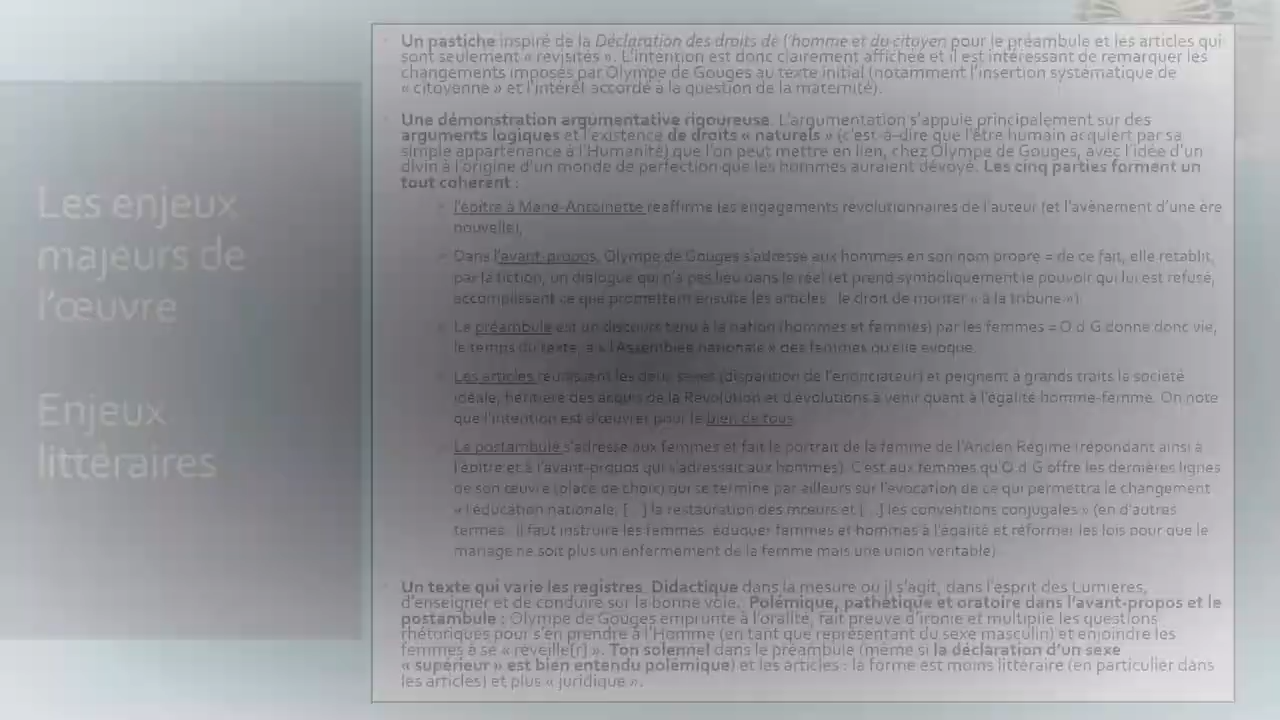 Les enjeux
majeurs de
l'œuvre
Enjeux
littéraires
Un pastiche inspiré de la Déclaration des droits de l'homme et du citoyen pour le préambule et les articles qui
sont seulement « revisités ». L'intention est donc clairement affichée et il est intéressant de remarquer les
changements imposés par Olympe de Gouges au texte initial (notamment l'insertion systématique de
« citoyenne » et l'intérêt accordé à la question de la maternité).
Une démonstration argumentative rigoureuse. L'argumentation s'appuie principalement sur des
arguments logiques et l'existence de droits « naturels » (c'est-à-dire que l'être humain acquiert par sa
simple appartenance à l'Humanité) que l'on peut mettre en lien, chez Olympe de Gouges, avec l'idée d'un
divin à l'origine d'un monde de perfection que les hommes auraient dévoyé. Les cinq parties forment un
tout cohérent :
l'épître à Marie-Antoinette réaffirme les engagements révolutionnaires de l'auteur (et l'avènement d'une ère
nouvelle),
Dans l'avant-propos, Olympe de Gouges s'adresse aux hommes en son nom propre = de ce fait, elle rétablit,
par la fiction, un dialogue qui n'a pas lieu dans le réel (et prend symboliquement le pouvoir qui lui est refusé,
accomplissant ce que promettent ensuite les articles : le droit de monter « à la tribune »)
Le préambule est un discours tenu à la nation (hommes et femmes) par les femmes = O d G donne donc vie,
le temps du texte, à « l'Assemblée nationale » des femmes qu'elle évoque.
Les articles réunissent les deux sexes (disparition de l'énonciateur) et peignent à grands traits la société
idéale, héritière des acquis de la Révolution et d'évolutions à venir quant à l'égalité homme-femme. On note
que l'intention est d'œuvrer pour le bien de tous.
Le postambule s'adresse aux femmes et fait le portrait de la femme de l'Ancien Régime (répondant ainsi à
l'épître et à l'avant-propos qui s'adressait aux hommes). C'est aux femmes qu'O d G offre les dernières lignes
de son œuvre (place de choix) qui se termine par ailleurs sur l'évocation de ce qui permettra le changement
« l'éducation nationale, [...] la restauration des mœurs et [...] les conventions conjugales » (en d'autres
termes : il faut instruire les femmes, éduquer femmes et hommes à l'égalité et réformer les lois pour que le
mariage ne soit plus un enfermement de la femme mais une union véritable).
Un texte qui varie les registres. Didactique dans la mesure où il s'agit, dans l'esprit des Lumières,
d'enseigner et de conduire sur la bonne voie. Polémique, pathétique et oratoire dans l'avant-propos et le
postambule : Olympe de Gouges emprunte à l'oralité, fait preuve d'ironie et multiplie les questions
rhétoriques pour s'en prendre à l'Homme (en tant que représentant du sexe masculin) et enjoindre les
femmes à se « réveille[r] ». Ton solennel dans le préambule (même si la déclaration d'un sexe
« supérieur » est bien entendu polémique) et les articles : la forme est moins littéraire (en particulier dans
les articles) et plus « juridique ».